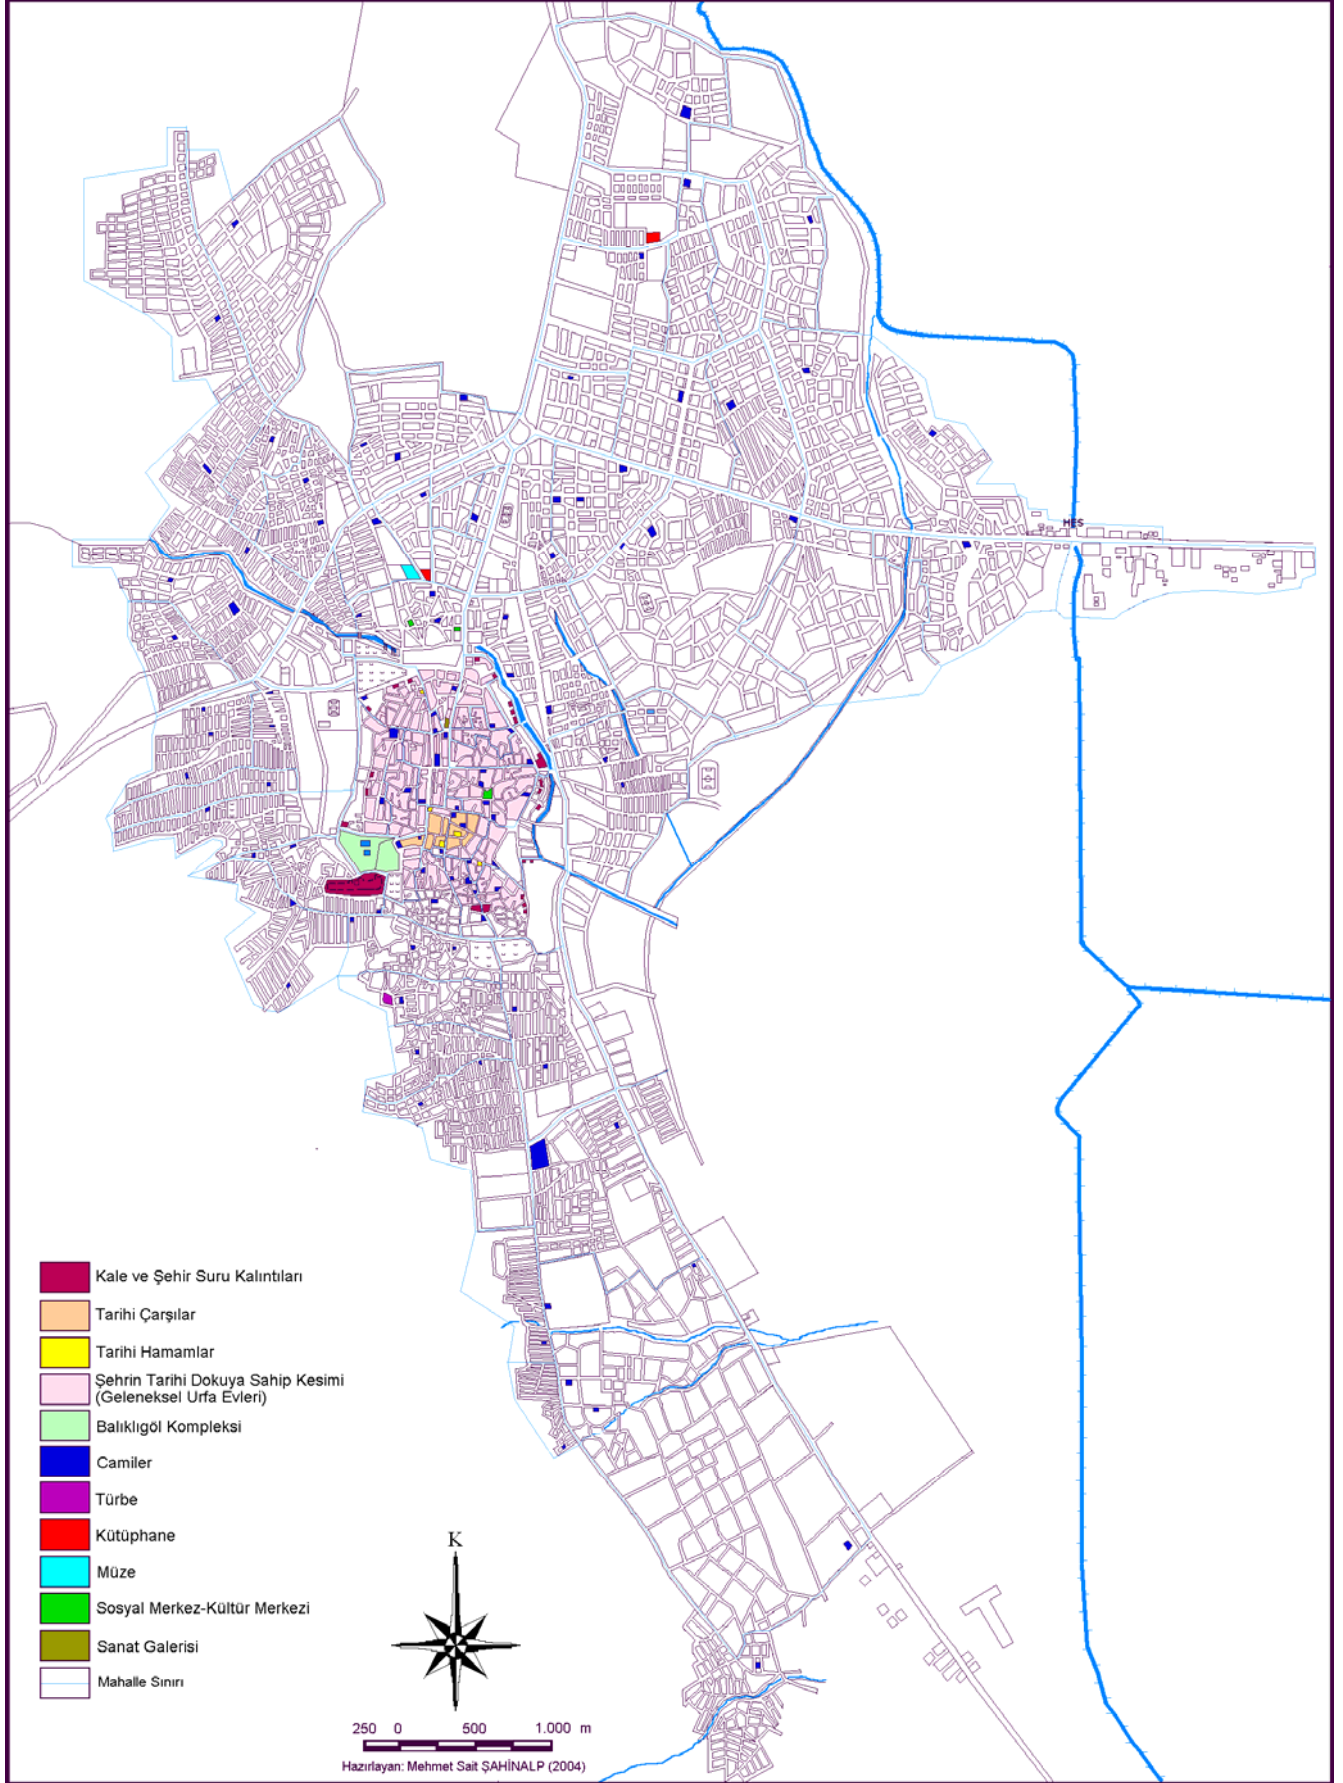 HES
Kale ve Şehir Suru Kalıntıları
Tarihi Çarşılar
Tarihi Hamamlar
Şehrin Tarihi Dokuya Sahip Kesimi
(Geleneksel Urfa Evleri)
Balıklıgöl Kompleksi
Camiler
Türbe
Kütüphane
Müze
Sosyal Merkez-Kültür Merkezi
Sanat Galerisi
Mahalle Sınırı
K
250 0 500 1.000 m
Hazırlayan: Mehmet Sait ŞAHİNALP (2004)